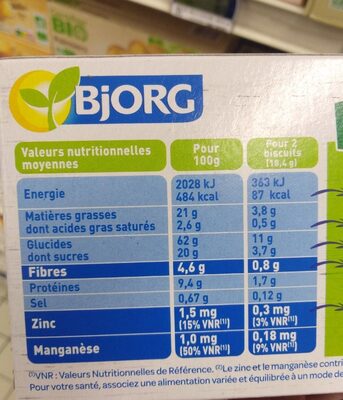 BJORG
Valeurs nutritionnelles moyennes Pour 100g Pour 2 biscuits (18,4 g)
Energie 2028 kJ 484 kcal 363 kJ 87 kcal
Matières grasses 21 g 3,8 g
dont acides gras saturés 2,6 g 0,5 g
Glucides 62 g 11 g
dont sucres 20 g 3,7 g
Fibres 4,6 g 0,8 g
Protéines 9,4 g 1,7 g
Sel 0,67 g 0,12 g
Zinc 1,5 mg (15% VNR(1)) 0,3 mg (3% VNR(1))
Manganèse 1,0 mg (50% VNR(1)) 0,18 mg (9% VNR(1))
(1)VNR : Valeurs Nutritionnelles de Référence. (2)Le zinc et le manganèse contri
Pour votre santé, associez une alimentation variée et équilibrée à un mode d